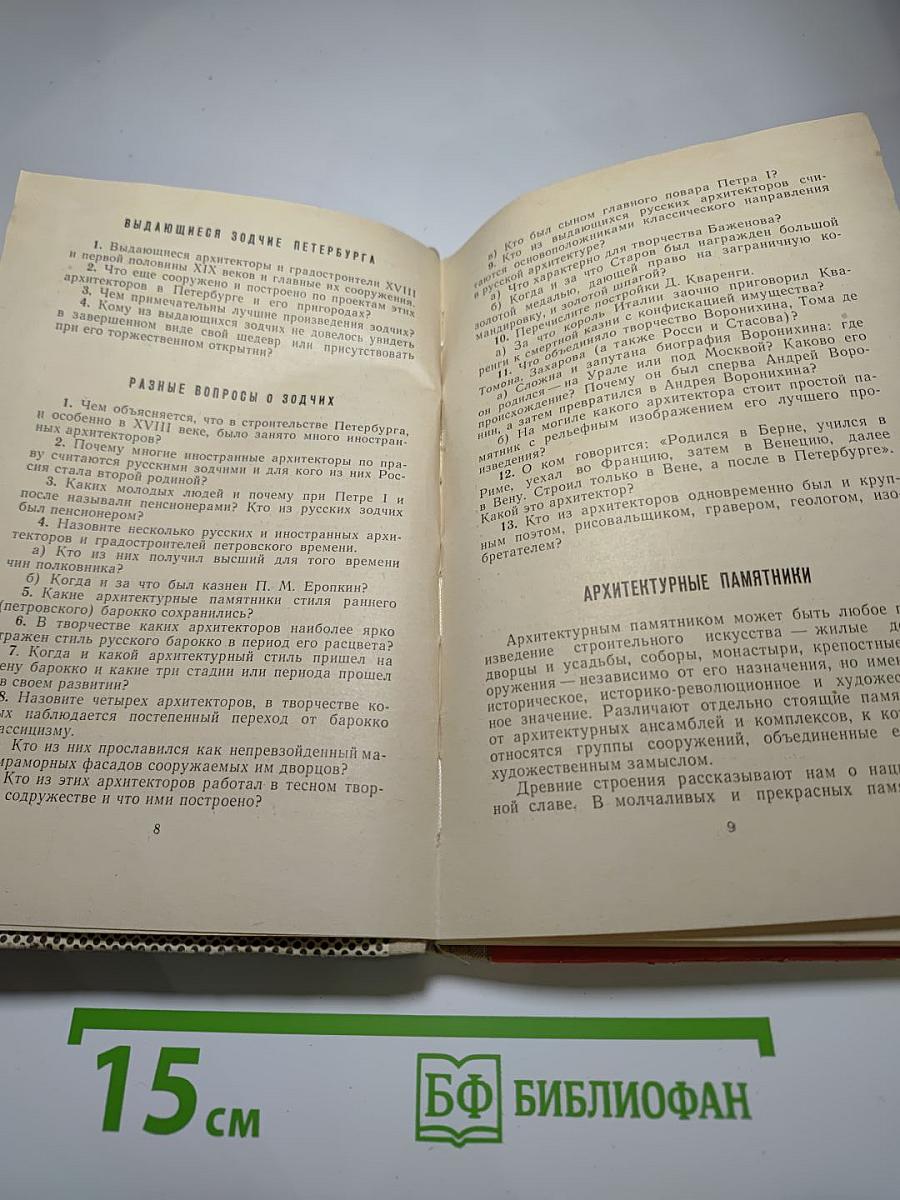 ВЫДАЮЩИЕСЯ ЗОДЧИЕ ПЕТЕРБУРГА
1. Выдающиеся архитекторы и градостроители XVIII
и первой половины XIX веков и главные их сооружения.
2. Что еще сооружено и построено по проектам этих
архитекторов в Петербурге и его пригородах?
3. Чем примечательны лучшие произведения зодчих?
4. Кому из выдающихся зодчих не довелось увидеть
в завершенном виде свой шедевр или присутствовать
при его торжественном открытии?
РАЗНЫЕ ВОПРОСЫ О ЗОДЧИХ
1. Чем объясняется, что в строительстве Петербурга,
и особенно в XVIII веке, было занято много иностран-
ных архитекторов?
2. Почему многие иностранные архитекторы по пра-
ву считаются русскими зодчими и для кого из них Рос-
сия стала второй родиной?
3. Каких молодых людей и почему при Петре I и
после называли пенсионерами? Кто из русских зодчих
был пенсионером?
4. Назовите несколько русских и иностранных архи-
текторов и градостроителей петровского времени.
а) Кто из них получил высший для того времени
чин полковника?
б) Когда и за что был казнен П. М. Еропкин?
5. Какие архитектурные памятники стиля раннего
(петровского) барокко сохранились?
6. В творчестве каких архитекторов наиболее ярко
тражен стиль русского барокко в период его расцвета?
7. Когда и какой архитектурный стиль пришел на
ену барокко и какие три стадии или периода прошел
в своем развитии?
8. Назовите четырех архитекторов, в творчестве ко-
ых наблюдается постепенный переход от барокко
ассицизму.
Кто из них прославился как непревзойденный ма-
мраморных фасадов сооружаемых им дворцов?
Кто из этих архитекторов работал в тесном твор-
содружестве и что ими построено?
8
в) Кто был сыном главного повара Петра I?
9. Кто из выдающихся русских архитекторов счи-
таются основоположниками классического направления
в русской архитектуре?
а) Что характерно для творчества Баженова?
б) Когда и за что Старов был награжден большой
золотой медалью, дающей право на заграничную ко-
мандировку, и золотой шпагой?
10. Перечислите постройки Д. Кваренги.
а) За что король Италии заочно приговорил Ква-
ренги к смертной казни с конфискацией имущества?
11. Что объединяло творчество Воронихина, Тома де
Томона, Захарова (а также Росси и Стасова)?
а) Сложна и запутана биография Воронихина: где
он родился — на Урале или под Москвой? Каково его
происхождение? Почему он был сперва Андрей Воро-
нин, а затем превратился в Андрея Воронихина?
б) На могиле какого архитектора стоит простой па-
мятник с рельефным изображением его лучшего про-
изведения?
12. О ком говорится: «Родился в Берне, учился в
Риме, уехал во Францию, затем в Венецию, далее
в Вену. Строил только в Вене, а после в Петербурге».
Какой это архитектор?
13. Кто из архитекторов одновременно был и круп-
ным поэтом, рисовальщиком, гравером, геологом, изо-
бретателем?
АРХИТЕКТУРНЫЕ ПАМЯТНИКИ
Архитектурным памятником может быть любое п
изведение строительного искусства — жилые до
дворцы и усадьбы, соборы, монастыри, крепостные
оружения — независимо от его назначения, но имен
историческое, историко-революционное и художес
ное значение. Различают отдельно стоящие памя
от архитектурных ансамблей и комплексов, к кот
относятся группы сооружений, объединенные е
художественным замыслом.
Древние строения рассказывают нам о наци
ной славе. В молчаливых и прекрасных памя
9
15 см
БФ БИБЛИОФАН